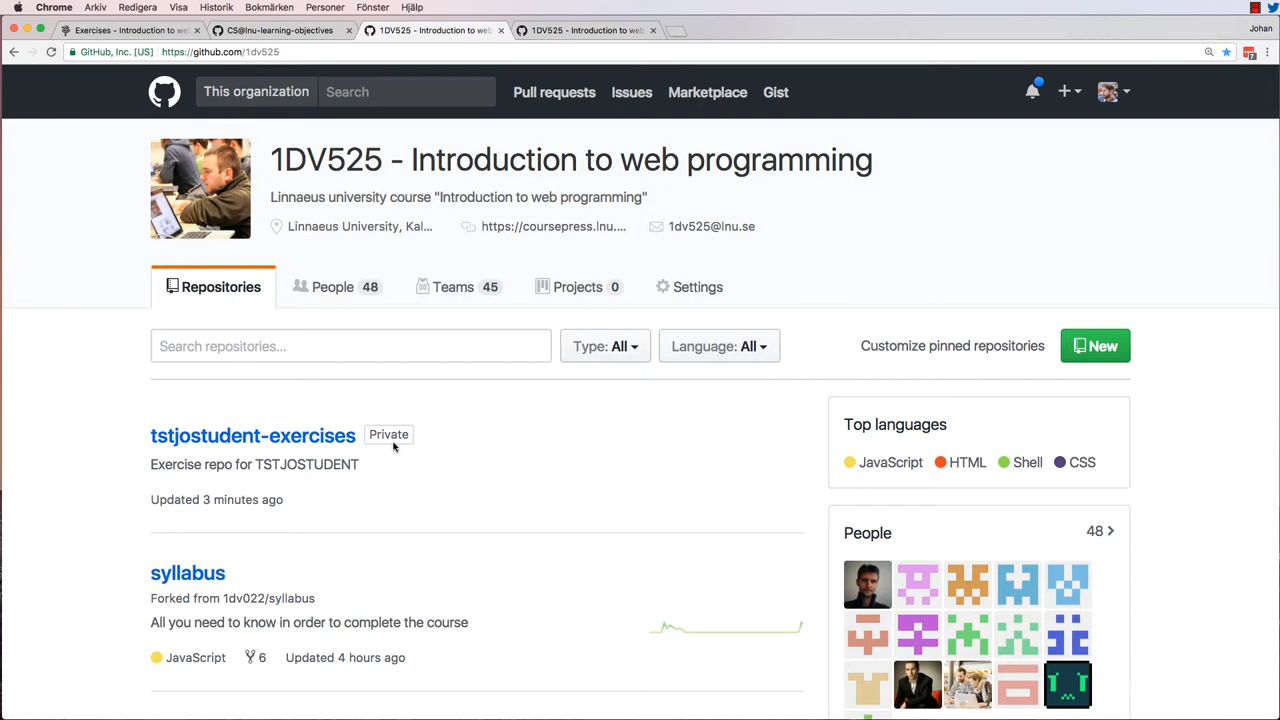 Chrome Arkiv Redigera Visa Historik Bokmärken Personer Fönster Hjälp
Exercises - Introduction to we × CS@lnu-learning-objectives × 1DV525 - Introduction to web × 1DV525 - Introduction to web × Johan
GitHub, Inc. [US] https://github.com/1dv525
This organization Search Pull requests Issues Marketplace Gist
1DV525 - Introduction to web programming
Linnaeus university course "Introduction to web programming"
Linnaeus University, Kal... https://coursepress.lnu.... 1dv525@lnu.se
Repositories People 48 Teams 45 Projects 0 Settings
Search repositories... Type: All Language: All Customize pinned repositories New
tstjostudent-exercises Private
Exercise repo for TSTJOSTUDENT
Updated 3 minutes ago
syllabus
Forked from 1dv022/syllabus
All you need to know in order to complete the course
JavaScript 6 Updated 4 hours ago
Top languages
JavaScript HTML Shell CSS
People 48